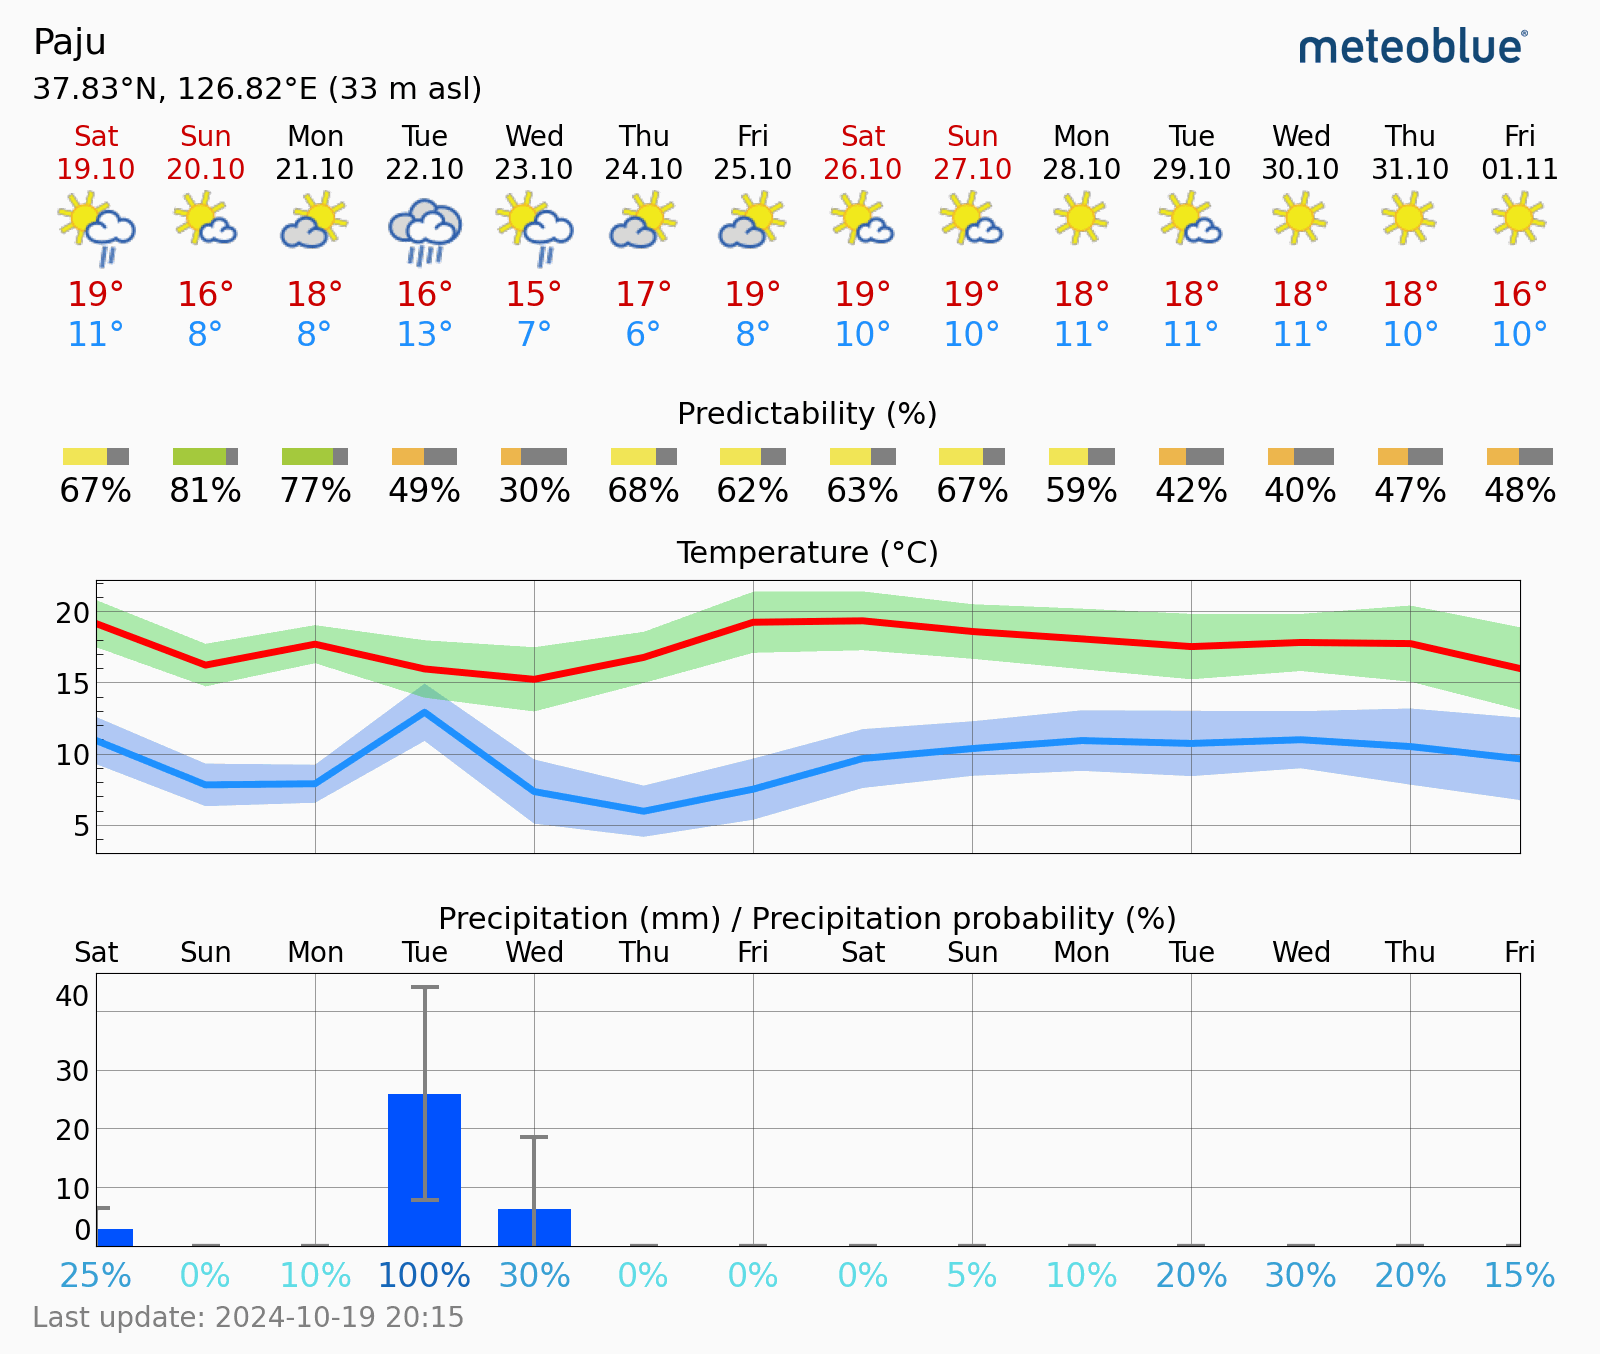 Paju
meteoblue®
37.83°N, 126.82°E (33 m asl)
Sat Sun Mon Tue Wed Thu Fri Sat Sun Mon Tue Wed Thu Fri
19.10 20.10 21.10 22.10 23.10 24.10 25.10 26.10 27.10 28.10 29.10 30.10 31.10 01.11
19° 16° 18° 16° 15° 17° 19° 19° 19° 18° 18° 18° 18° 16°
11° 8° 8° 13° 7° 6° 8° 10° 10° 11° 11° 11° 10° 10°
Predictability (%)
67% 81% 77% 49% 30% 68% 62% 63% 67% 59% 42% 40% 47% 48%
Temperature (°C)
20
15
10
5
Precipitation (mm) / Precipitation probability (%)
Sat Sun Mon Tue Wed Thu Fri Sat Sun Mon Tue Wed Thu Fri
40
30
20
10
0
25% 0% 10% 100% 30% 0% 0% 0% 5% 10% 20% 30% 20% 15%
Last update: 2024-10-19 20:15